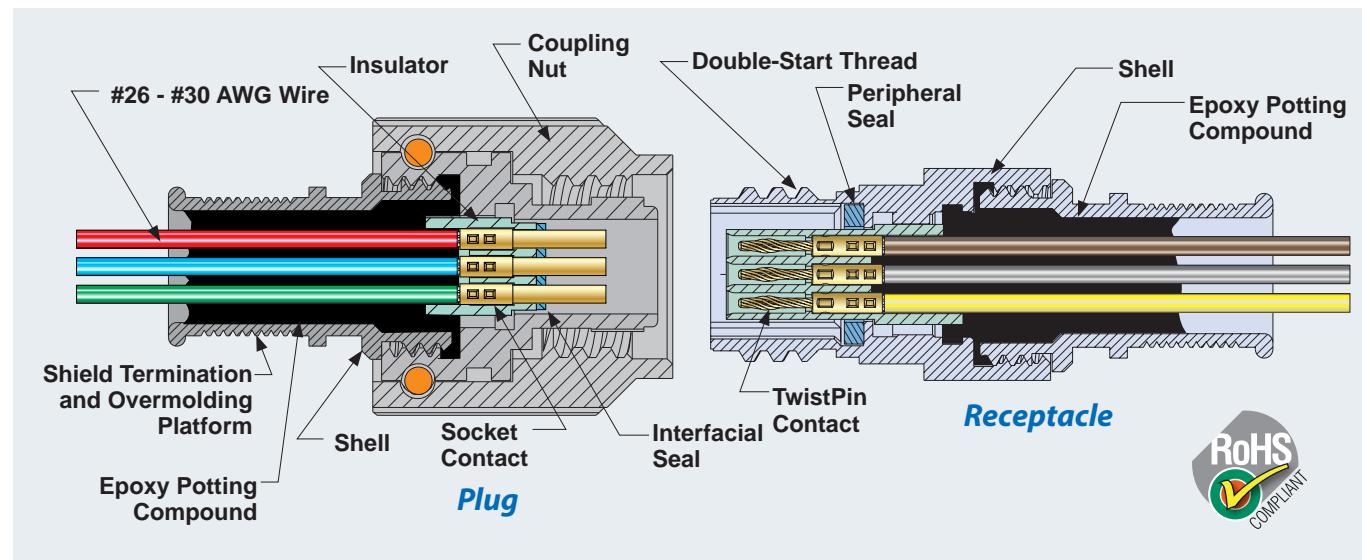 Coupling
Nut
Insulator
#26 - #30 AWG Wire
Shield Termination
and Overmolding
Platform
Shell
Epoxy Potting
Compound
Socket
Contact
Interfacial
Seal
Plug
Double-Start Thread
Peripheral
Seal
Shell
Epoxy Potting
Compound
TwistPin
Contact
Receptacle
RoHS
COMPLIANT